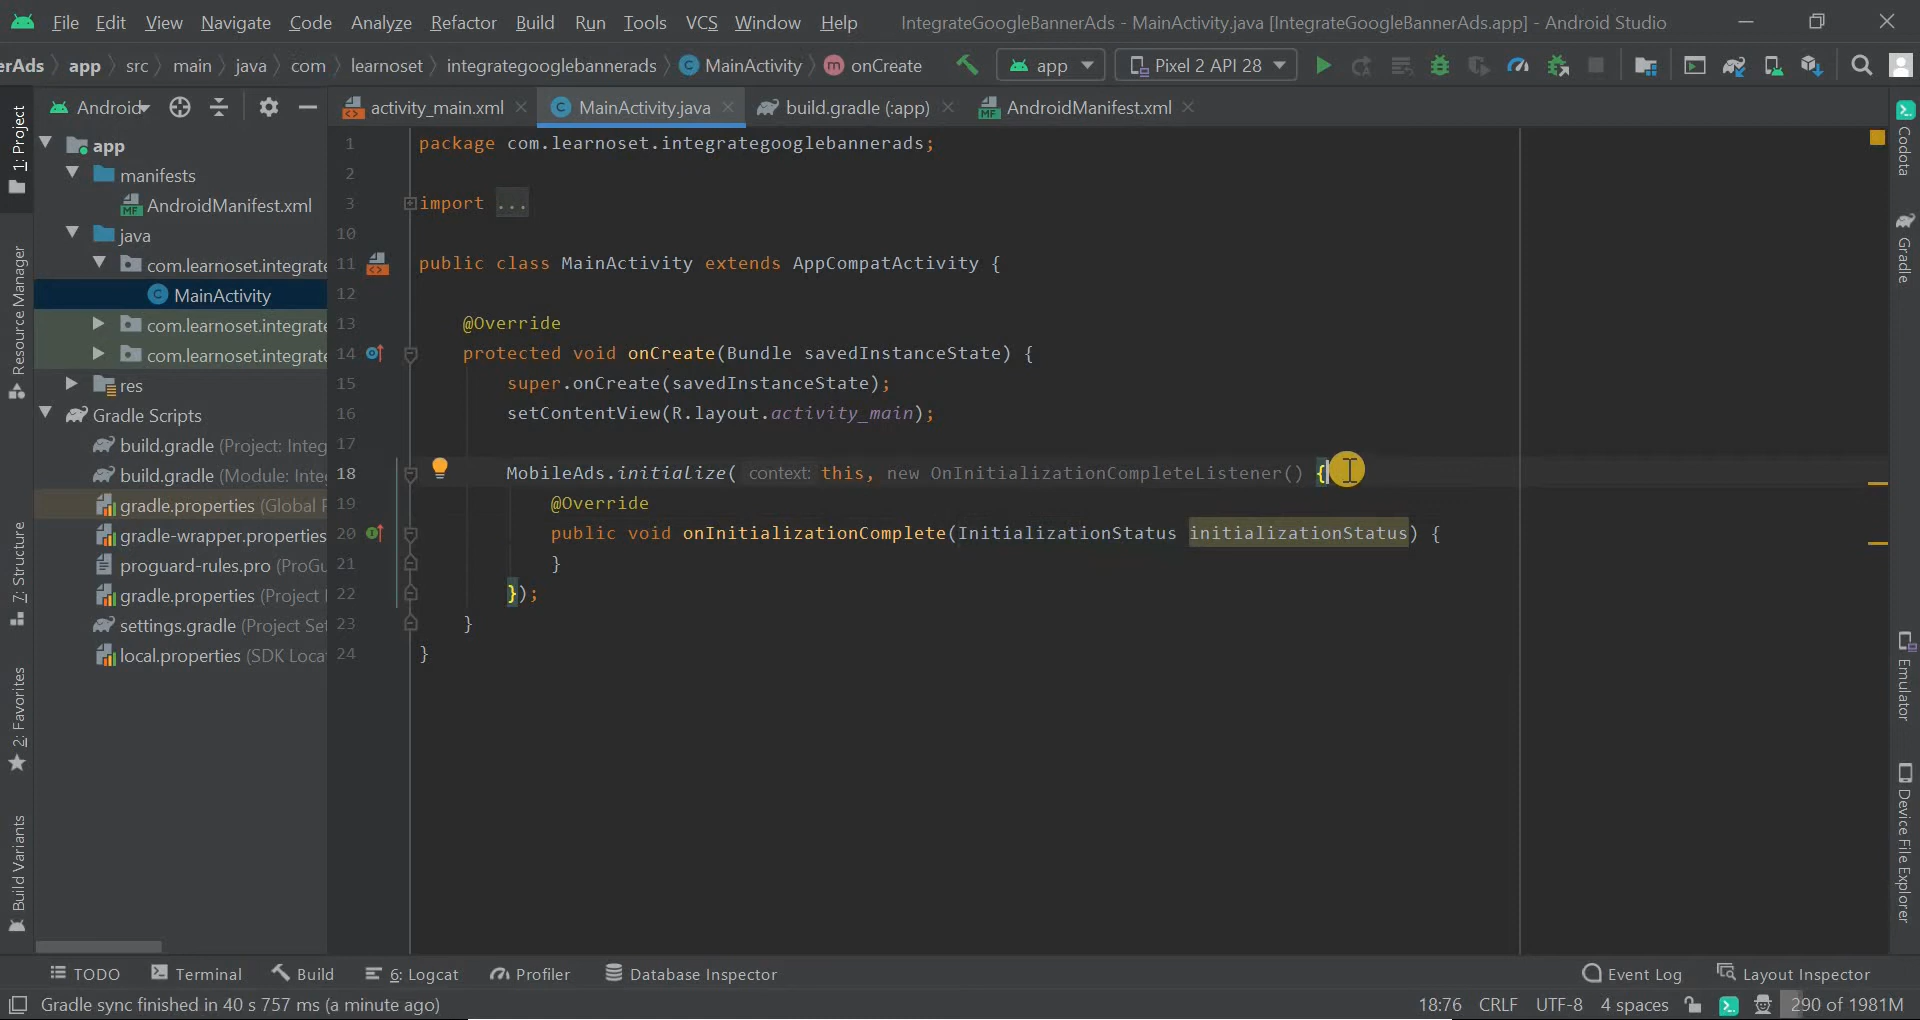 File Edit View Navigate Code Analyze Refactor Build Run Tools VCS Window Help IntegrateGoogleBannerAds - MainActivity.java [IntegrateGoogleBannerAds.app] - Android Studio
erAds app src main java com learnoset integrategooglebannerads MainActivity onCreate app Pixel 2 API 28
Android activity_main.xml MainActivity.java build.gradle (:app) AndroidManifest.xml
1: Project
Resource Manager
7: Structure
2: Favorites
Build Variants
app
manifests
AndroidManifest.xml
java
com.learnoset.integrate
MainActivity
com.learnoset.integrate
com.learnoset.integrate
res
Gradle Scripts
build.gradle (Project: Integ
build.gradle (Module: Integ
gradle.properties (Global P
gradle-wrapper.properties
proguard-rules.pro (ProGu
gradle.properties (Project
settings.gradle (Project Set
local.properties (SDK Loca
1 package com.learnoset.integrategooglebannerads;
2
3 import ...
10
11 public class MainActivity extends AppCompatActivity {
12
13 @Override
14 protected void onCreate(Bundle savedInstanceState) {
15 super.onCreate(savedInstanceState);
16 setContentView(R.layout.activity_main);
17
18 MobileAds.initialize( context: this, new OnInitializationCompleteListener() {
19 @Override
20 public void onInitializationComplete(InitializationStatus initializationStatus) {
21 }
22 });
23 }
24 }
Codota
Gradle
Emulator
Device File Explorer
TODO Terminal Build 6: Logcat Profiler Database Inspector Event Log Layout Inspector
Gradle sync finished in 40 s 757 ms (a minute ago) 18:76 CRLF UTF-8 4 spaces 290 of 1981M